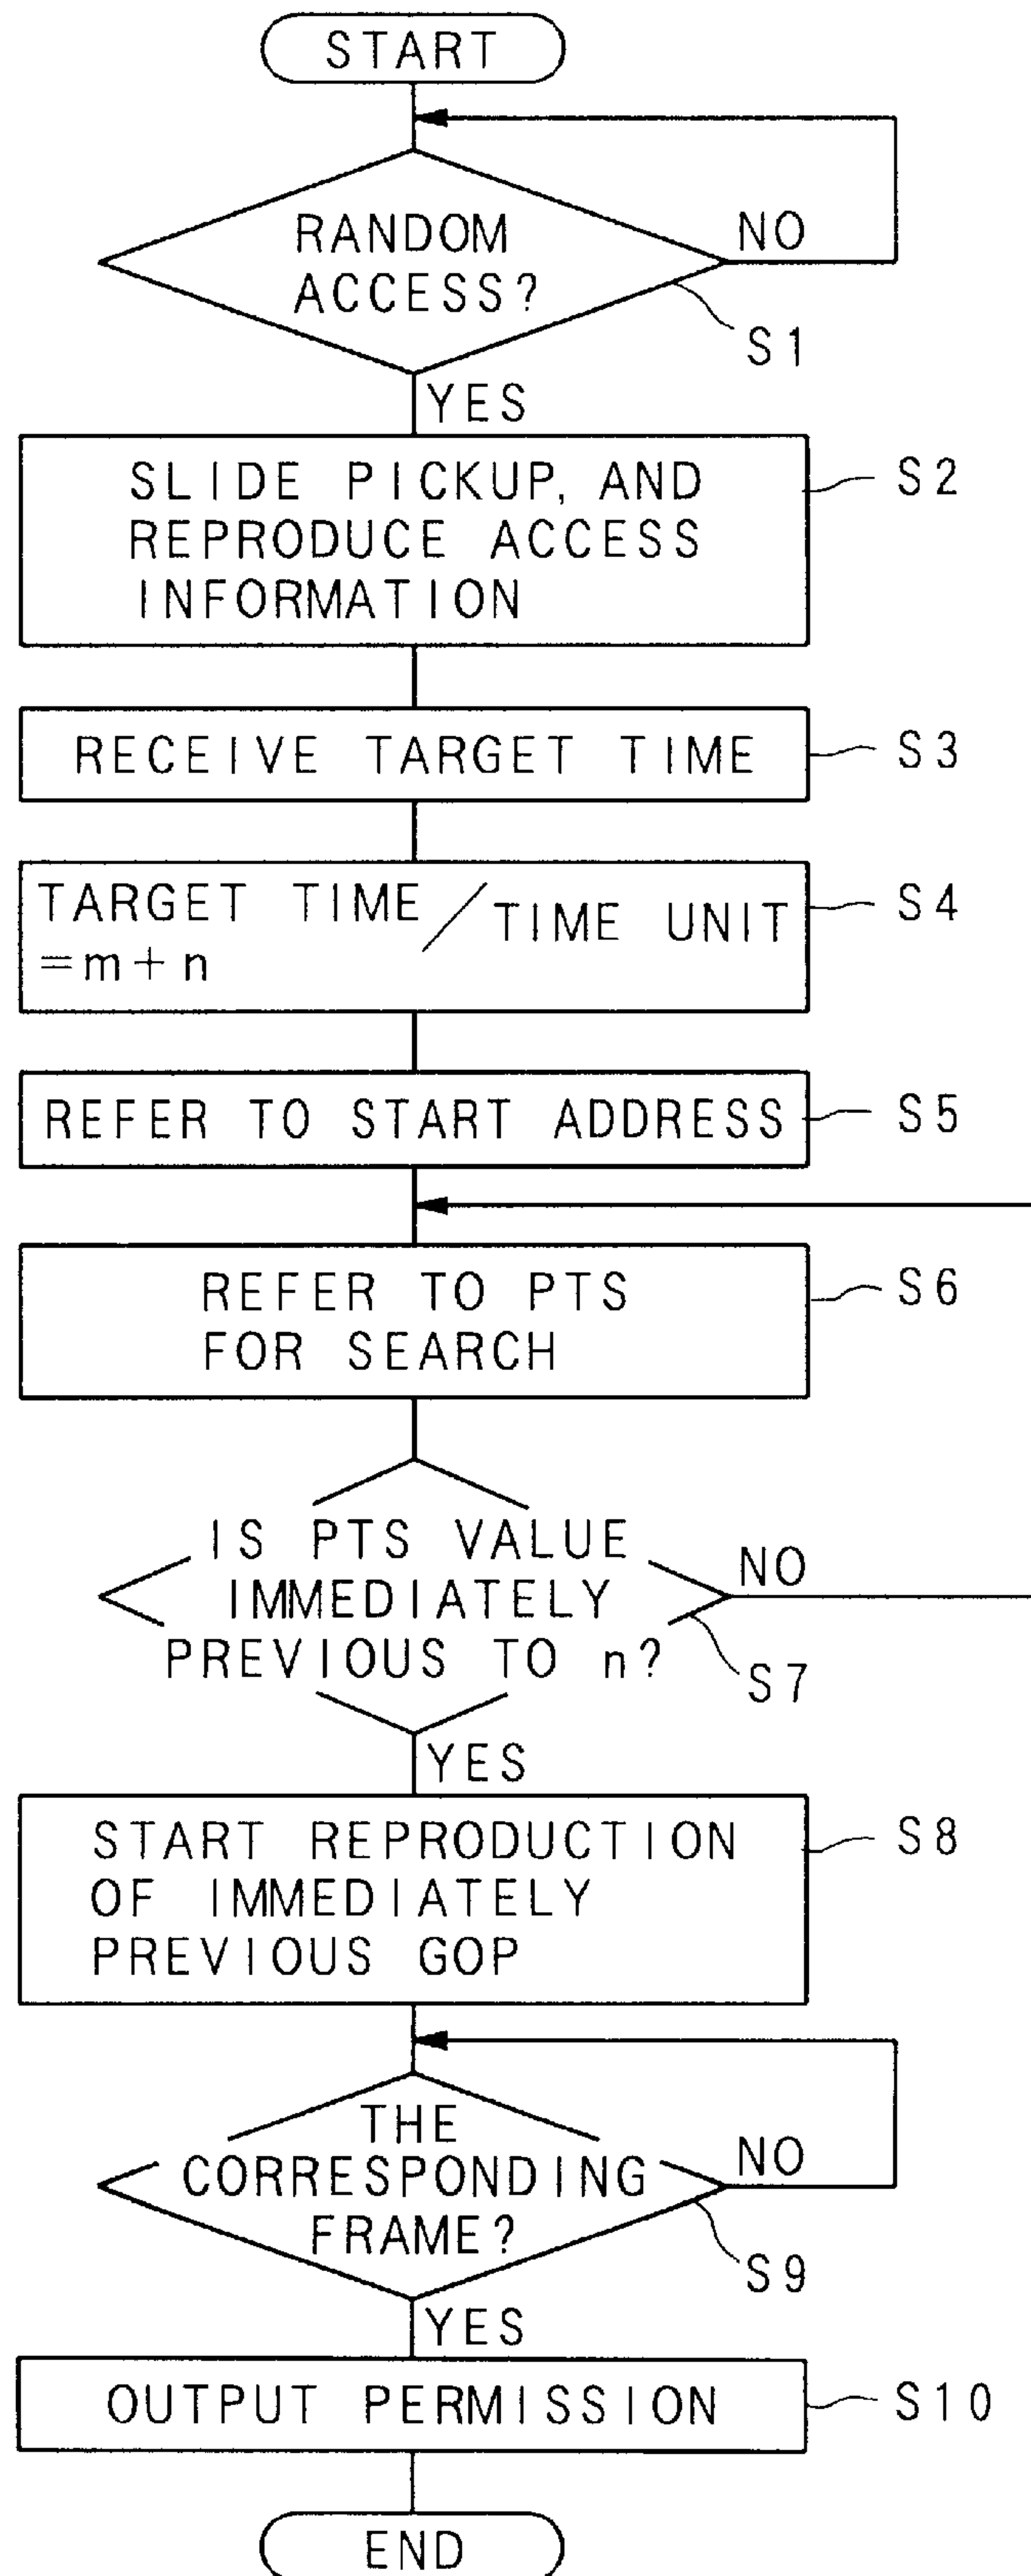 START
RANDOM
ACCESS?
NO
S1
YES
SLIDE PICKUP, AND
REPRODUCE ACCESS
INFORMATION
S2
RECEIVE TARGET TIME
S3
TARGET TIME / TIME UNIT
=m+n
S4
REFER TO START ADDRESS
S5
REFER TO PTS
FOR SEARCH
S6
IS PTS VALUE
IMMEDIATELY
PREVIOUS TO n?
NO
S7
YES
START REPRODUCTION
OF IMMEDIATELY
PREVIOUS GOP
S8
THE
CORRESPONDING
FRAME?
NO
S9
YES
OUTPUT PERMISSION
S10
END